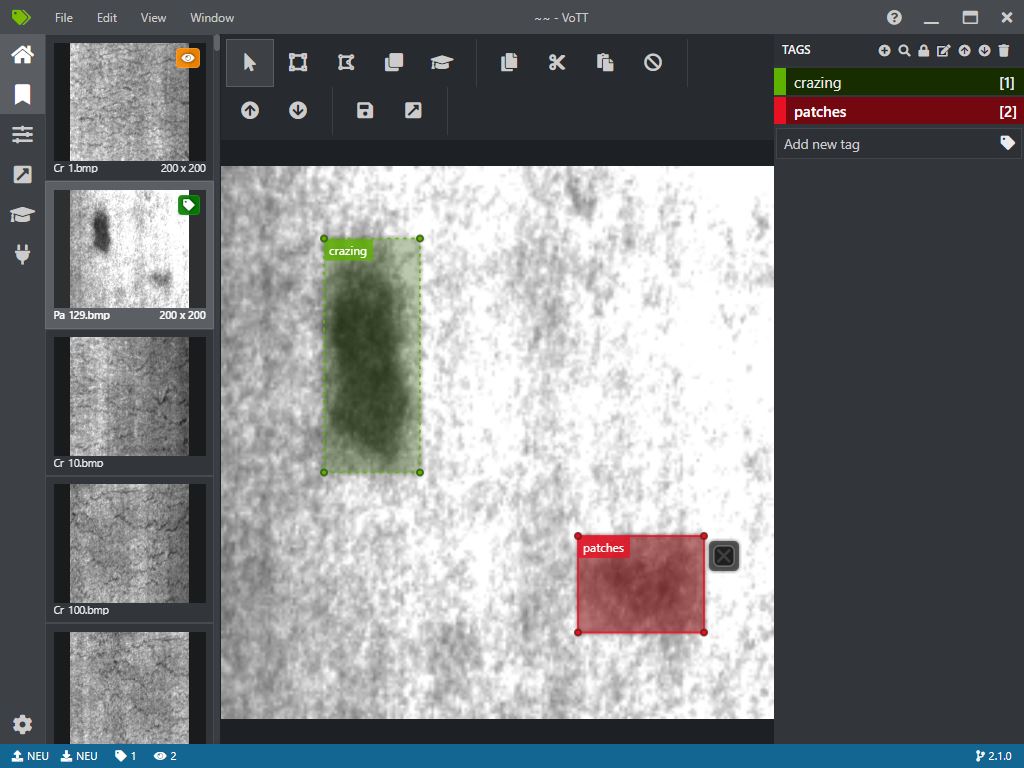 File Edit View Window
~~ - VoTT
Cr 1.bmp 200 x 200
Pa 129.bmp 200 x 200
Cr 10.bmp
Cr 100.bmp
crazing
patches
TAGS
crazing [1]
patches [2]
Add new tag
NEU NEU 1 2
2.1.0